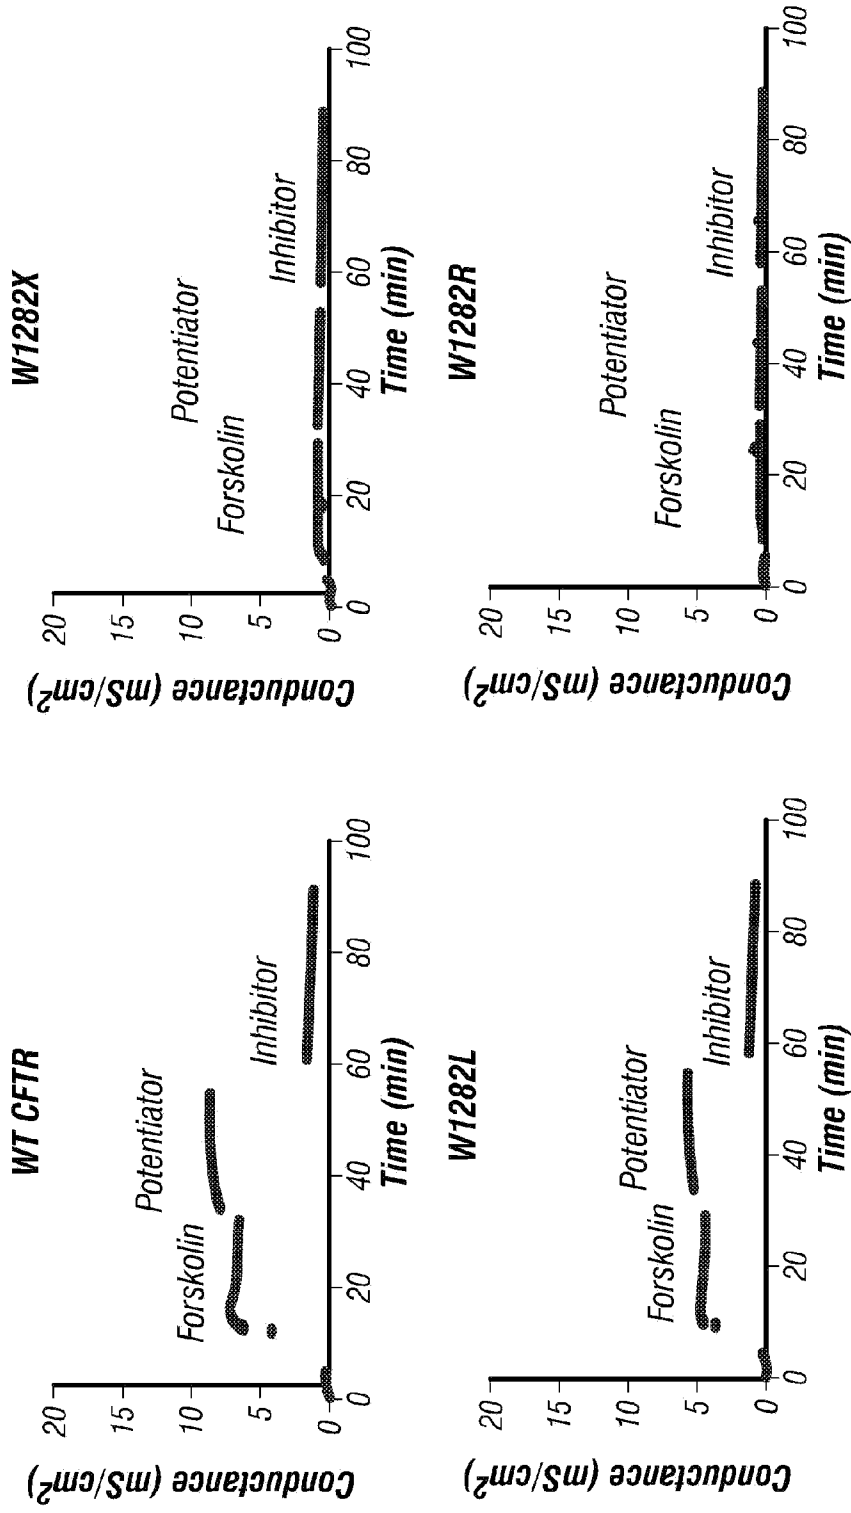 WT CFTR
Conductance (mS/cm²)
20
15
10
5
0
Forskolin
Potentiator
Inhibitor
0 20 40 60 80 100
Time (min)
W1282X
Conductance (mS/cm²)
20
15
10
5
0
Forskolin
Potentiator
Inhibitor
0 20 40 60 80 100
Time (min)
W1282L
Conductance (mS/cm²)
20
15
10
5
0
Forskolin
Potentiator
Inhibitor
0 20 40 60 80 100
Time (min)
W1282R
Conductance (mS/cm²)
20
15
10
5
0
Forskolin
Potentiator
Inhibitor
0 20 40 60 80 100
Time (min)